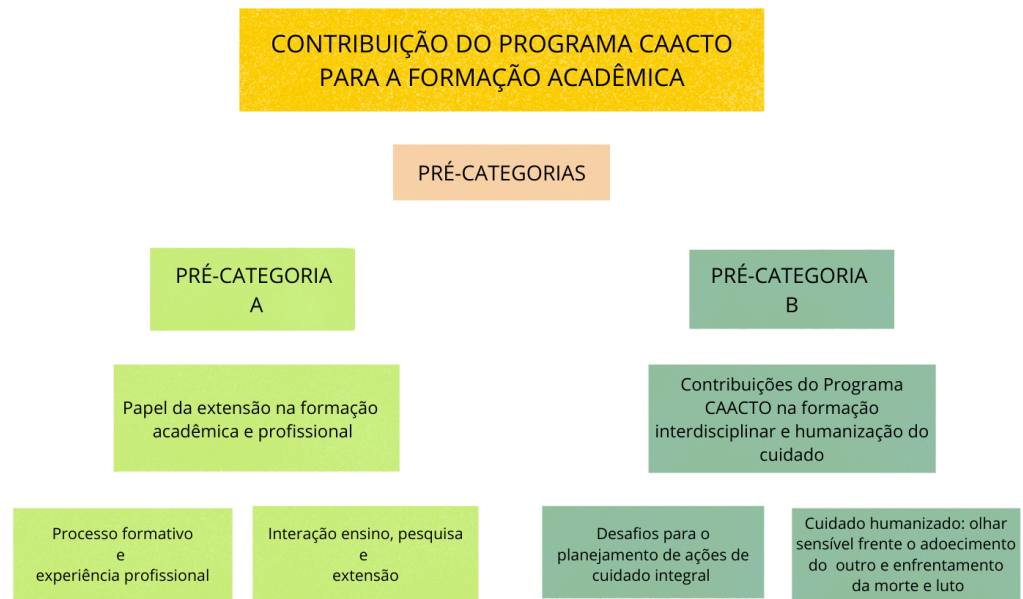 CONTRIBUIÇÃO DO PROGRAMA CAACTO
PARA A FORMAÇÃO ACADÊMICA
PRÉ-CATEGORIAS
PRÉ-CATEGORIA
A
PRÉ-CATEGORIA
B
Papel da extensão na formação
acadêmica e profissional
Contribuições do Programa
CAACTO na formação
interdisciplinar e humanização do
cuidado
Processo formativo
e
experiência profissional
Interação ensino, pesquisa
e
extensão
Desafios para o
planejamento de ações de
cuidado integral
Cuidado humanizado: olhar
sensível frente o adoecimento
do outro e enfrentamento
da morte e luto